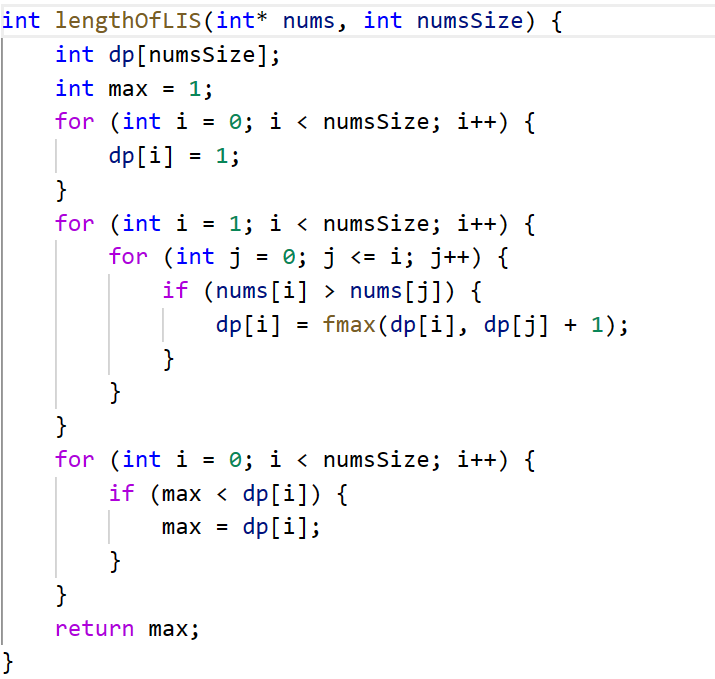 int lengthOfLIS(int* nums, int numsSize) {
    int dp[numsSize];
    int max = 1;
    for (int i = 0; i < numsSize; i++) {
        dp[i] = 1;
    }
    for (int i = 1; i < numsSize; i++) {
        for (int j = 0; j <= i; j++) {
            if (nums[i] > nums[j]) {
                dp[i] = fmax(dp[i], dp[j] + 1);
            }
        }
    }
    for (int i = 0; i < numsSize; i++) {
        if (max < dp[i]) {
            max = dp[i];
        }
    }
    return max;
}